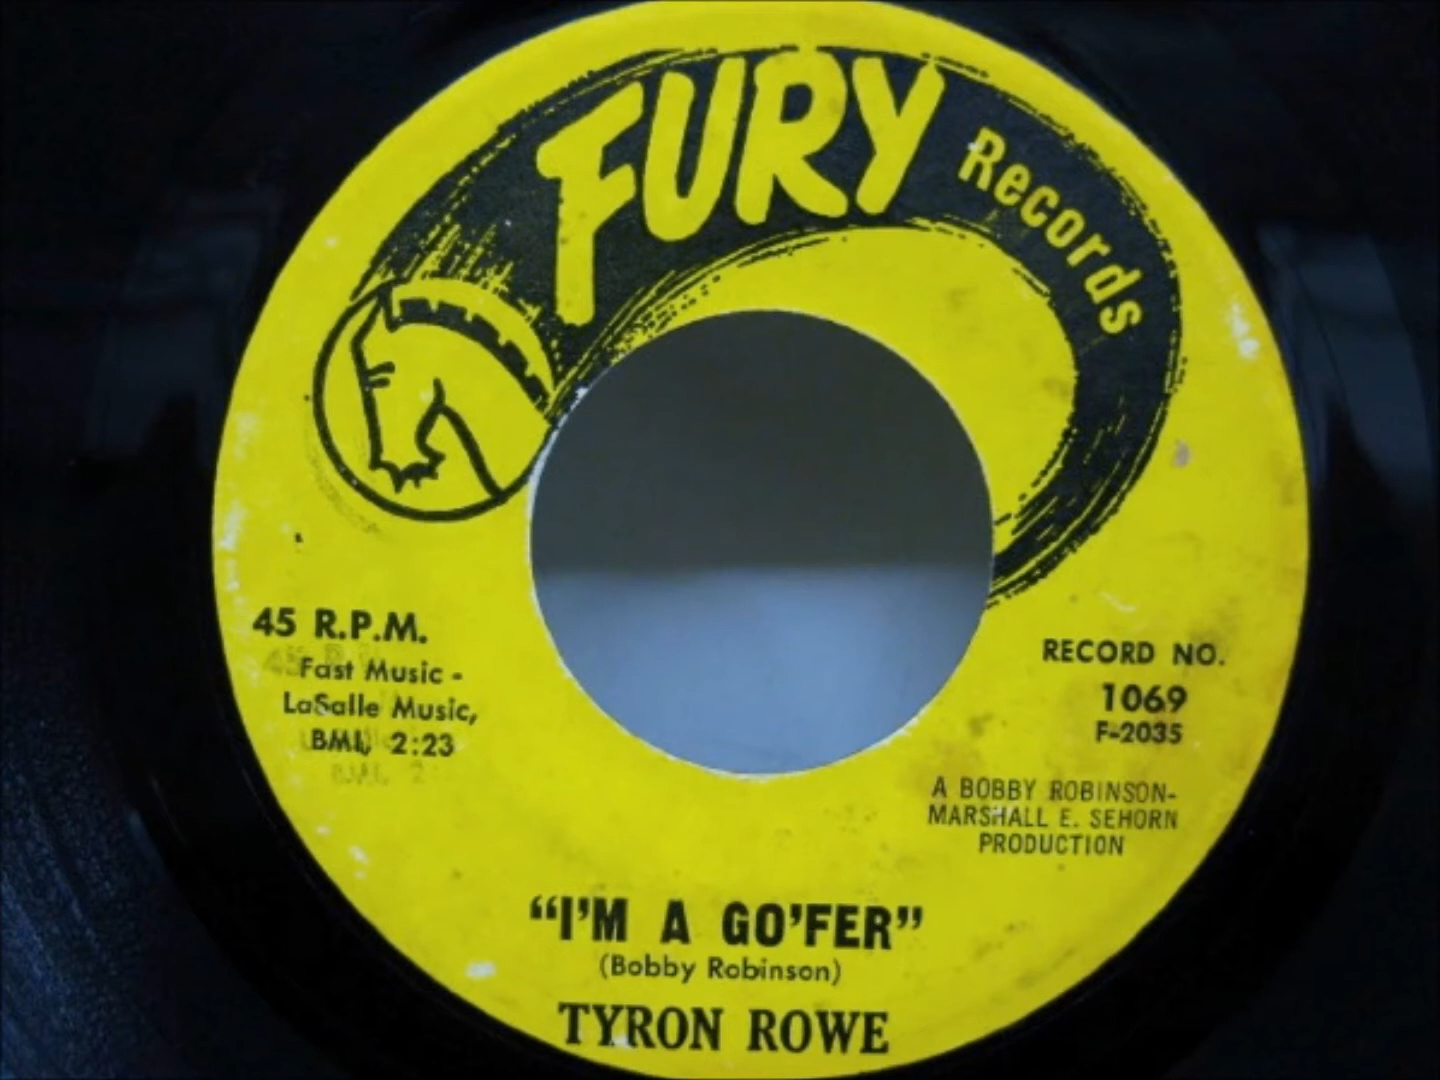 FURY Records
45 R.P.M.
Fast Music -
LaSalle Music,
BMI, 2:23
RECORD NO.
1069
F-2035
A BOBBY ROBINSON-
MARSHALL E. SEHORN
PRODUCTION
"I'M A GO'FER"
(Bobby Robinson)
TYRON ROWE